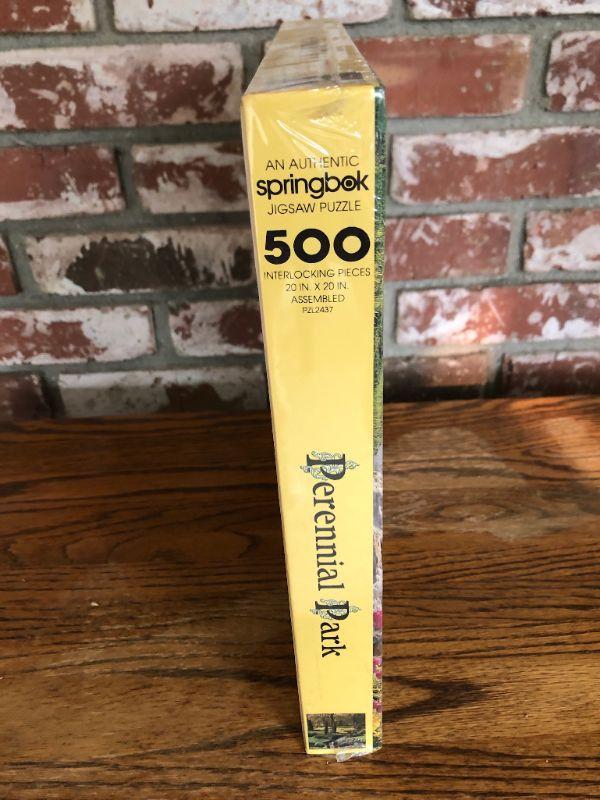 AN AUTHENTIC
springbok
JIGSAW PUZZLE
500
INTERLOCKING PIECES
20 IN. X 20 IN.
ASSEMBLED
PZL2437
Perennial Park